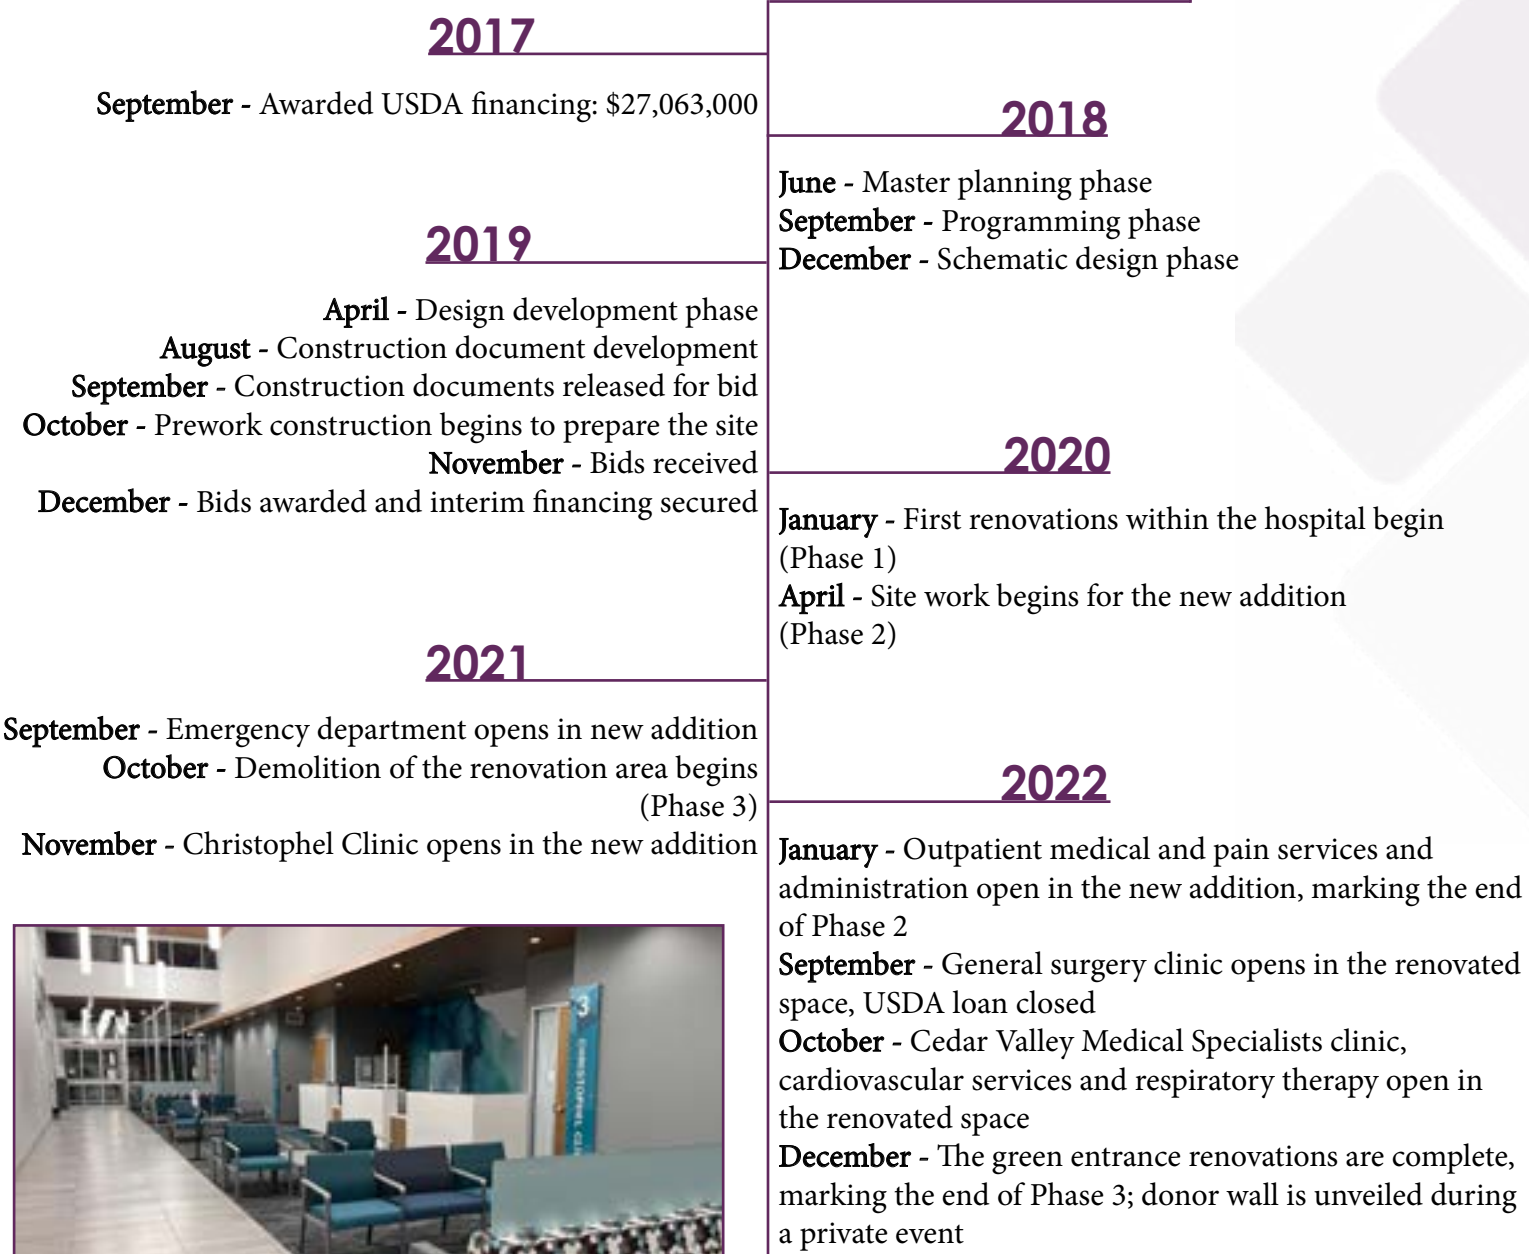 2017
September - Awarded USDA financing: $27,063,000
2018
June - Master planning phase
September - Programming phase
December - Schematic design phase
2019
April - Design development phase
August - Construction document development
September - Construction documents released for bid
October - Prework construction begins to prepare the site
November - Bids received
December - Bids awarded and interim financing secured
2020
January - First renovations within the hospital begin
(Phase 1)
April - Site work begins for the new addition
(Phase 2)
2021
September - Emergency department opens in new addition
October - Demolition of the renovation area begins
(Phase 3)
November - Christophel Clinic opens in the new addition
2022
January - Outpatient medical and pain services and
administration open in the new addition, marking the end
of Phase 2
September - General surgery clinic opens in the renovated
space, USDA loan closed
October - Cedar Valley Medical Specialists clinic,
cardiovascular services and respiratory therapy open in
the renovated space
December - The green entrance renovations are complete,
marking the end of Phase 3; donor wall is unveiled during
a private event
3
CHRISTOPHEL